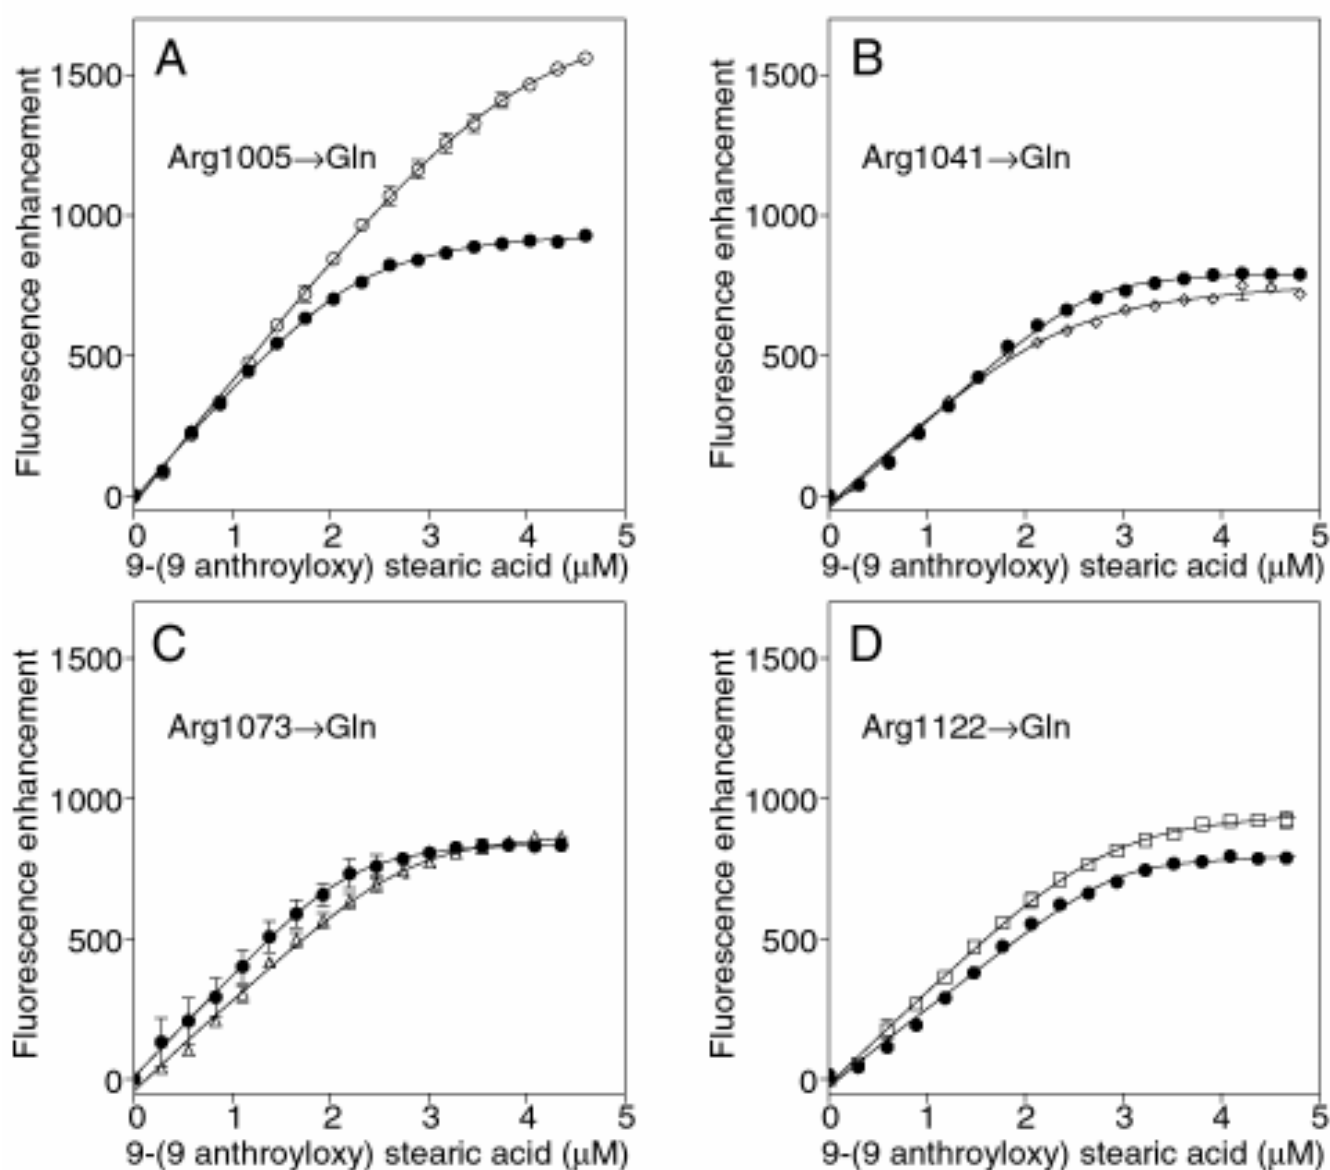 A
Arg1005→Gln
Fluorescence enhancement
1500
1000
500
0
0 1 2 3 4 5
9-(9 anthroyloxy) stearic acid (μM)
B
Arg1041→Gln
Fluorescence enhancement
1500
1000
500
0
0 1 2 3 4 5
9-(9 anthroyloxy) stearic acid (μM)
C
Arg1073→Gln
Fluorescence enhancement
1500
1000
500
0
0 1 2 3 4 5
9-(9 anthroyloxy) stearic acid (μM)
D
Arg1122→Gln
Fluorescence enhancement
1500
1000
500
0
0 1 2 3 4 5
9-(9 anthroyloxy) stearic acid (μM)